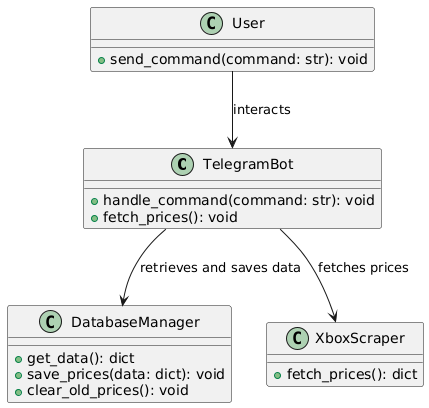 C User
send_command(command: str): void
interacts
C TelegramBot
handle_command(command: str): void
fetch_prices(): void
retrieves and saves data
fetches prices
C DatabaseManager
get_data(): dict
save_prices(data: dict): void
clear_old_prices(): void
C XboxScraper
fetch_prices(): dict